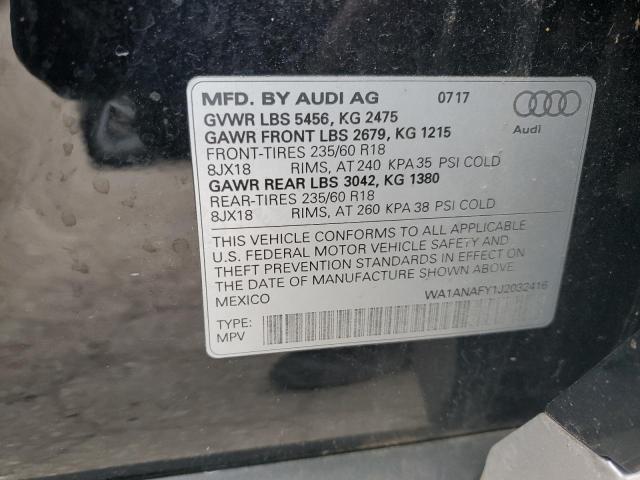 MFD. BY AUDI AG 07 17
GVWR LBS 5456, KG 2475
GAWR FRONT LBS 2679, KG 1215
FRONT-TIRES 235/60 R18
8JX18 RIMS, AT 240 KPA 35 PSI COLD
GAWR REAR LBS 3042, KG 1380
REAR-TIRES 235/60 R18
8JX18 RIMS, AT 260 KPA 38 PSI COLD
Audi
THIS VEHICLE CONFORMS TO ALL APPLICABLE
U.S. FEDERAL MOTOR VEHICLE SAFETY AND
THEFT PREVENTION STANDARDS IN EFFECT ON
THE DATE OF MANUFACTURE SHOWN ABOVE.
MEXICO WA1ANAFY1J2032416
TYPE:
MPV